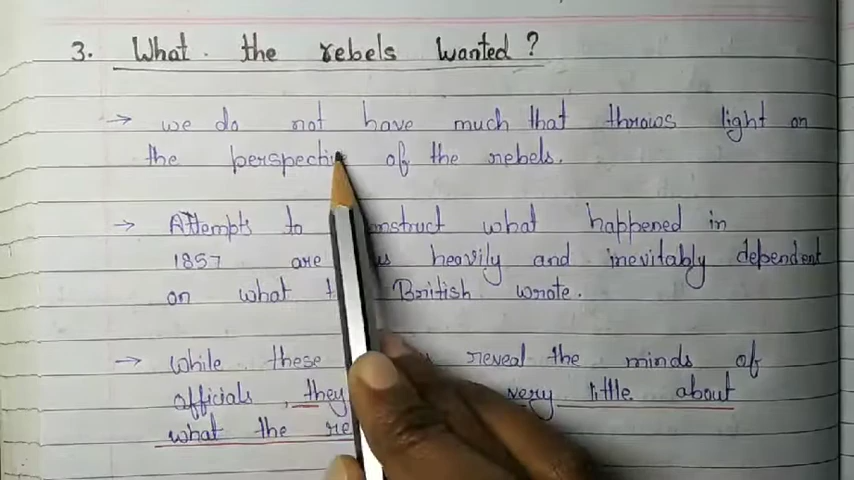 3. What the rebels wanted?
→ we do not have much that throws light on
the perspective of the rebels.
→ Attempts to happened in
1857 are heavily and inevitably dependent
on what British wrote.
→ while these reveal the minds of
officials, they very little about
what the